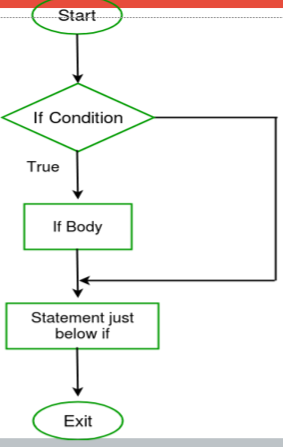 Start
If Condition
True
If Body
Statement just
below if
Exit